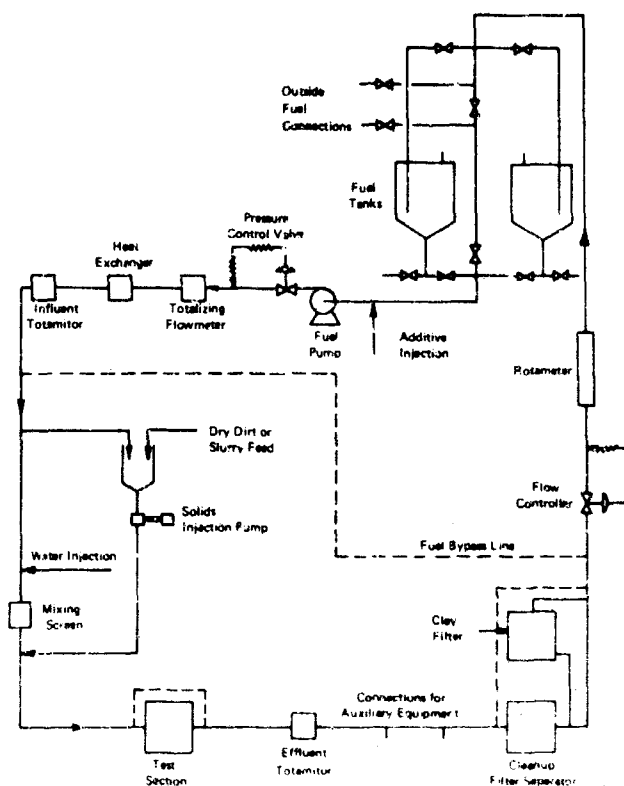 Outside
Fuel
Connections
Fuel
Tanks
Pressure
Control Valve
Heat
Exchanger
Influent
Totamitor
Totalizing
Flowmeter
Fuel
Pump
Additive
Injection
Rotameter
Dry Dirt or
Slurry Feed
Solids
Injection Pump
Flow
Controller
Fuel Bypass Line
Water Injection
Mixing
Screen
Clay
Filter
Connections for
Auxiliary Equipment
Test
Section
Effluent
Totamitor
Cleanup
Filter Separator